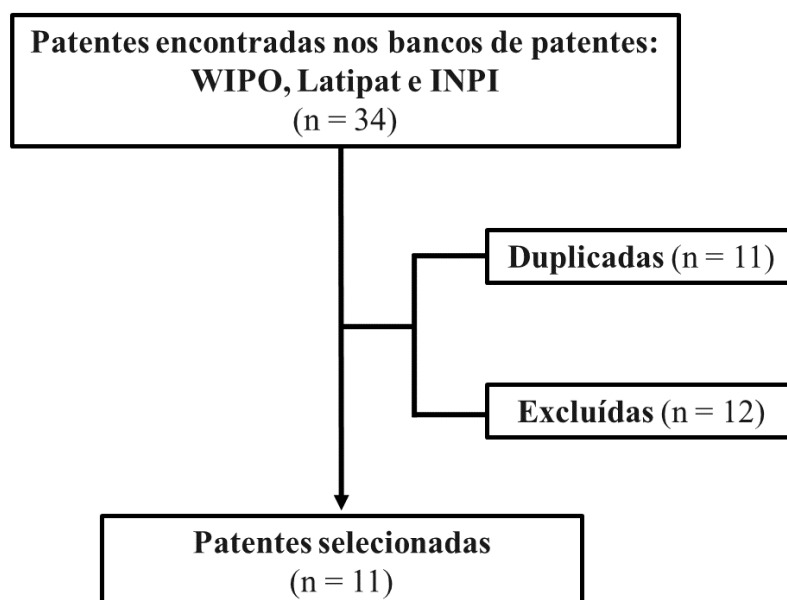 Patentes encontradas nos bancos de patentes:
WIPO, Latipat e INPI
(n = 34)
Duplicadas (n = 11)
Excluídas (n = 12)
Patentes selecionadas
(n = 11)